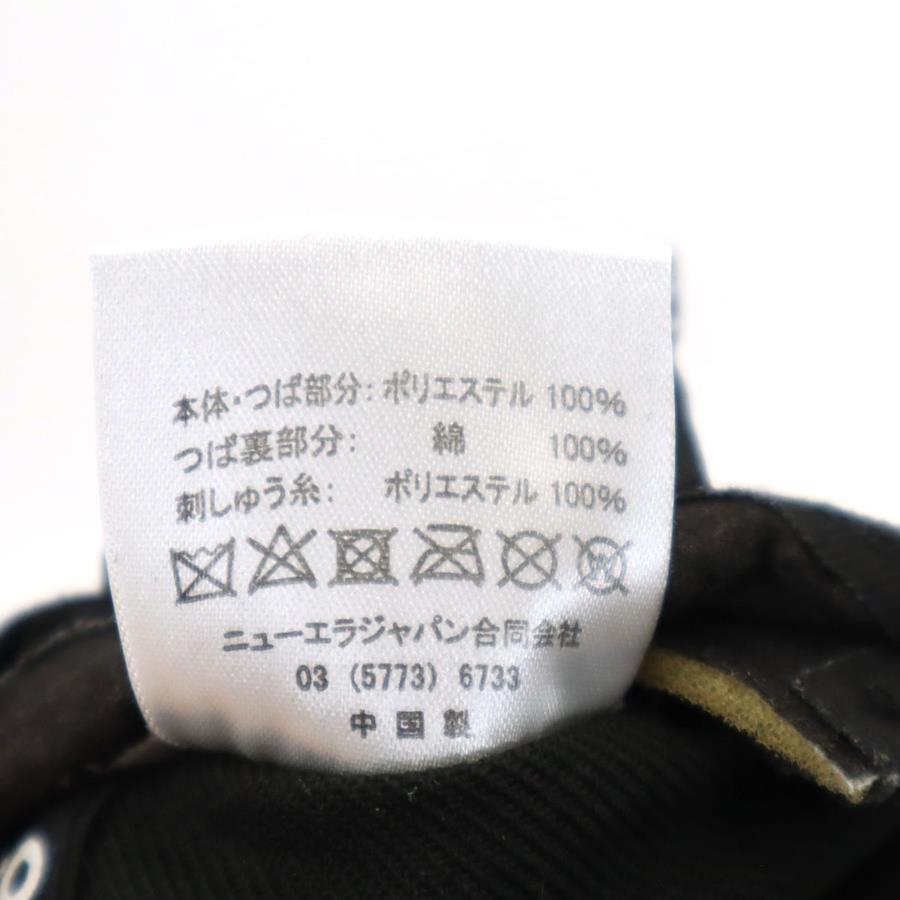 本体・つば部分: ポリエステル 100%
つば裏部分: 綿 100%
刺しゅう糸: ポリエステル 100%
ニューエラジャパン合同会社
03 (5773) 6733
中国製